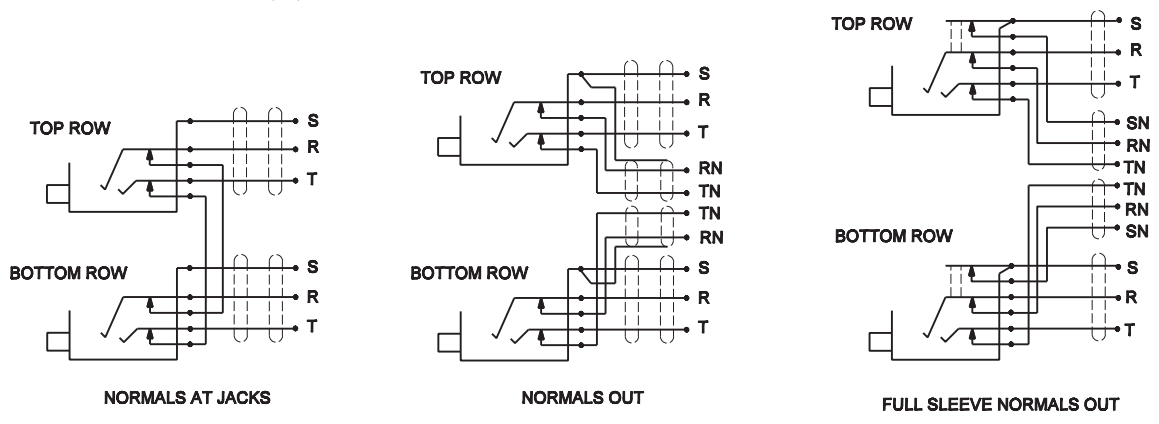 TOP ROW
S
R
T
BOTTOM ROW
S
R
T
NORMALS AT JACKS
TOP ROW
S
R
T
RN
TN
TN
RN
BOTTOM ROW
S
R
T
NORMALS OUT
TOP ROW
S
R
T
SN
RN
TN
TN
RN
SN
BOTTOM ROW
S
R
T
FULL SLEEVE NORMALS OUT